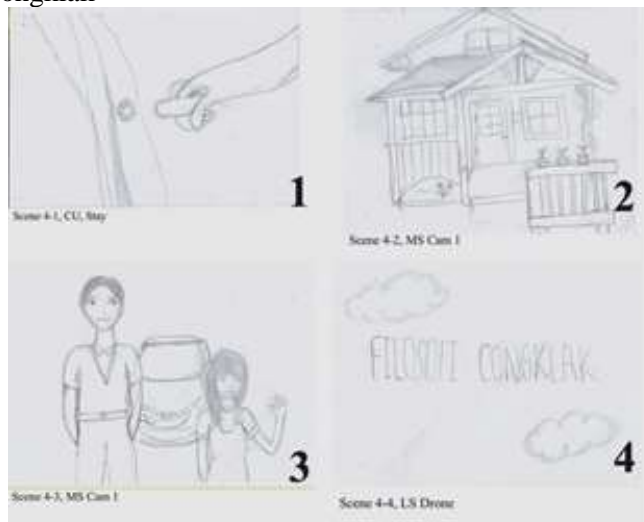 1
Scene 4-1, CU, Stay
2
Scene 4-2, MS Cam 1
3
Scene 4-3, MS Cam 1
FILOSOFI CONGKLAK
4
Scene 4-4, LS Drone